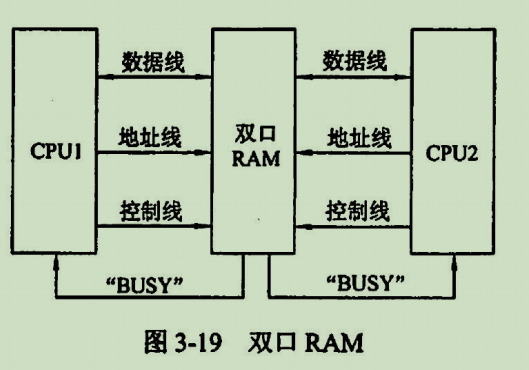 数据线 数据线
CPU1 地址线 双口 RAM 地址线 CPU2
控制线 控制线
“BUSY” “BUSY”
图 3-19 双口 RAM